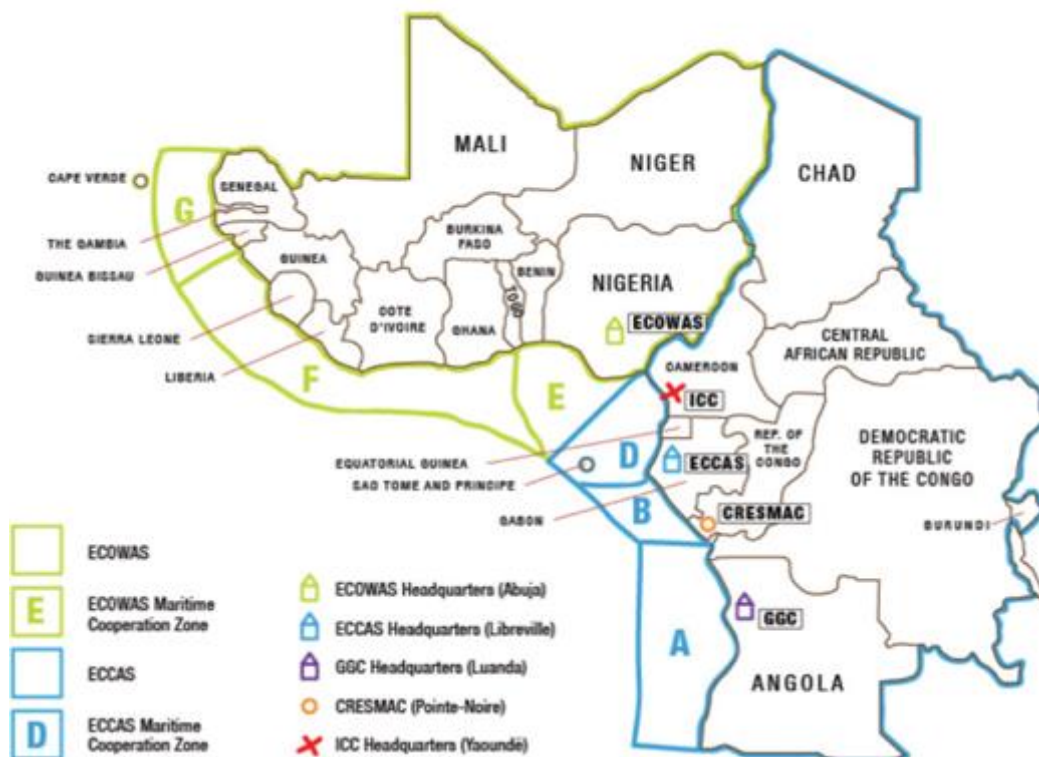 MALI
NIGER
CHAD
CAPE VERDE
SENEGAL
G
THE GAMBIA
GUINEA BISSAU
GUINEA
BURKINA
FASO
BENIN
TOGO
NIGERIA
COTE
D'IVOIRE
GHANA
ECOWAS
SIERRA LEONE
LIBERIA
CENTRAL
AFRICAN REPUBLIC
CAMEROON
F
E
ICC
EQUATORIAL GUINEA
SAO TOME AND PRINCIPE
D
ECCAS
REP. OF
THE
CONGO
DEMOCRATIC
REPUBLIC
OF THE CONGO
GABON
B
CRESMAC
BURUNDI
A
GGC
ANGOLA
ECOWAS
E
ECOWAS Maritime
Cooperation Zone
ECCAS
D
ECCAS Maritime
Cooperation Zone
ECOWAS Headquarters (Abuja)
ECCAS Headquarters (Libreville)
GGC Headquarters (Luanda)
CRESMAC (Pointe-Noire)
ICC Headquarters (Yaoundë)